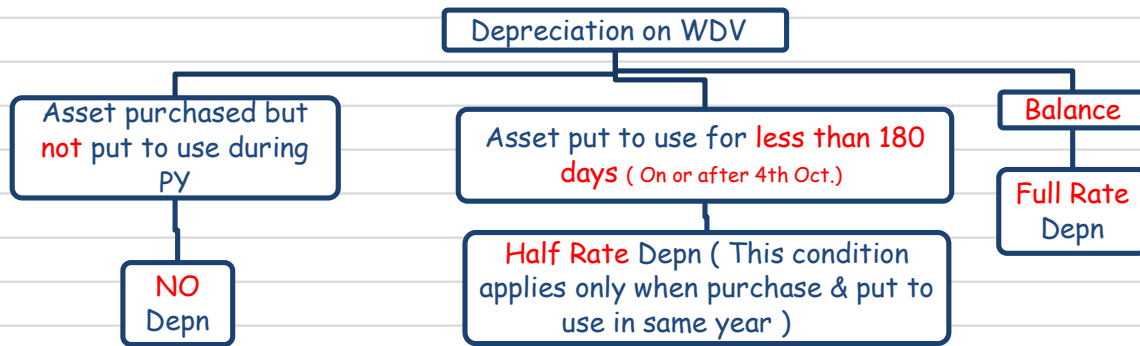 Depreciation on WDV
Asset purchased but
not put to use during
PY
NO
Depn
Asset put to use for less than 180
days ( On or after 4th Oct.)
Half Rate Depn ( This condition
applies only when purchase & put to
use in same year )
Balance
Full Rate
Depn